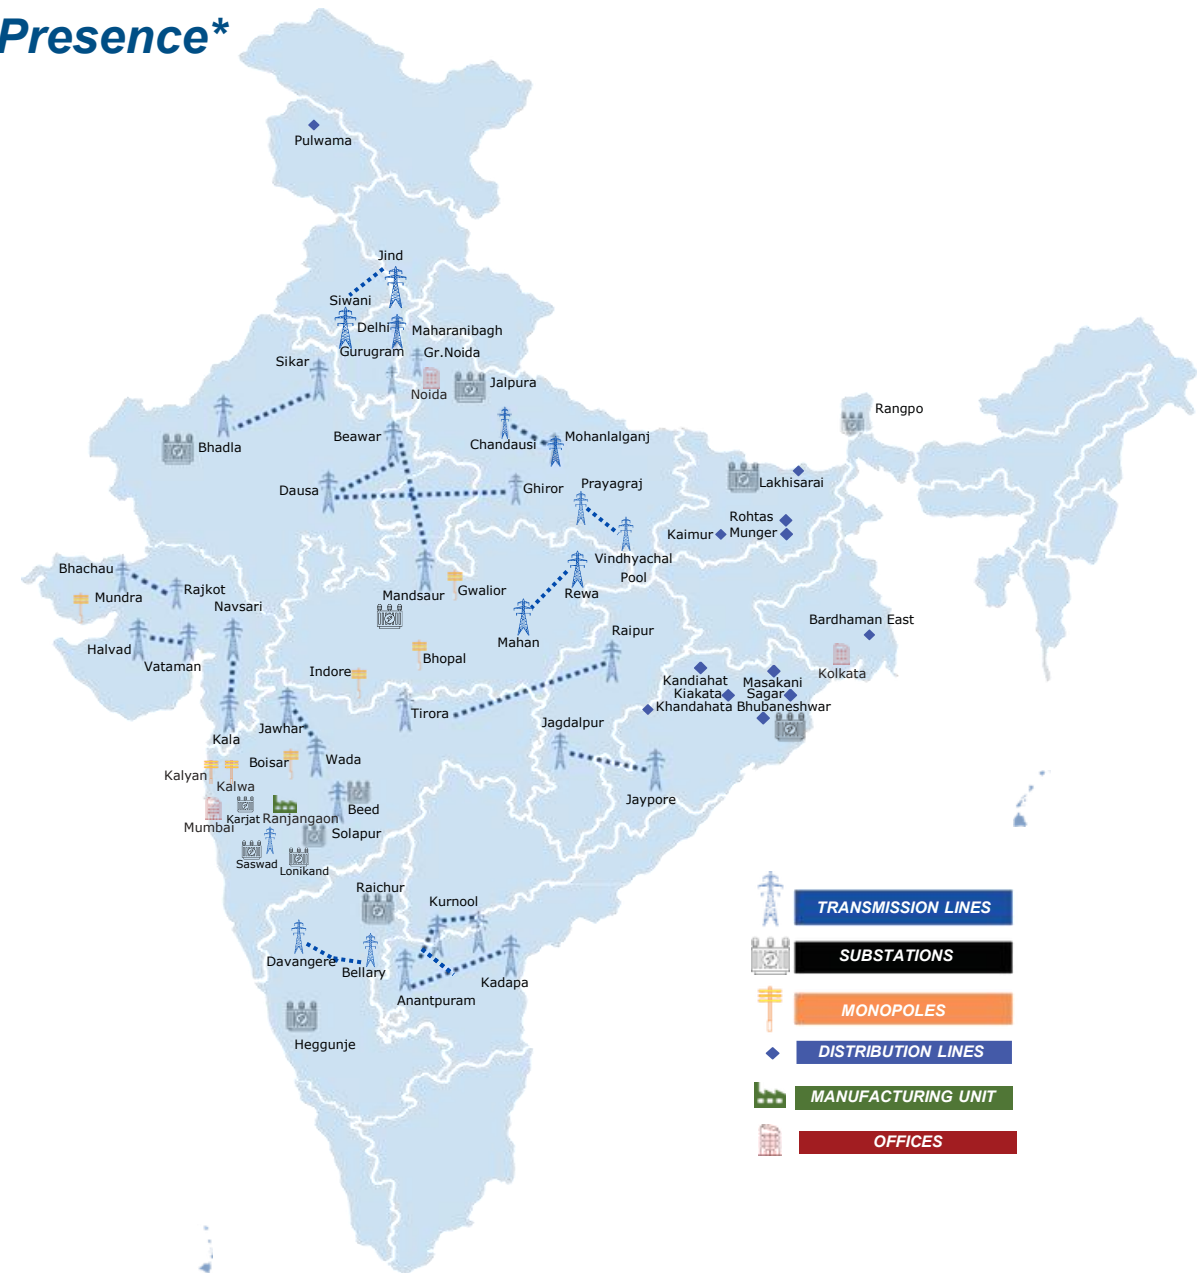 Presence*
Pulwama
Jind
Siwani
Delhi
Maharanibagh
Gurugram
Gr.Noida
Sikar
Noida
Jalpura
Rangpo
Bhadla
Beawar
Chandausi
Mohanlalganj
Dausa
Ghiror
Prayagraj
Lakhisarai
Rohtas
Kaimur
Munger
Vindhyachal
Pool
Bhachau
Mundra
Rajkot
Navsari
Mandsaur
Gwalior
Rewa
Halvad
Vataman
Mahan
Raipur
Bardhaman East
Indore
Bhopal
Kolkata
Kandiahat
Masakani
Kiakata
Sagar
Khandahata
Bhubaneshwar
Kala
Jawhar
Tirora
Jagdalpur
Kalyan
Kalwa
Boisar
Wada
Jaypore
Mumbai
Karjat
Ranjangaon
Beed
Solapur
Saswad
Lonikand
Raichur
Kurnool
Davangere
Bellary
Anantpuram
Kadapa
Heggunje
TRANSMISSION LINES
SUBSTATIONS
MONOPOLES
DISTRIBUTION LINES
MANUFACTURING UNIT
OFFICES